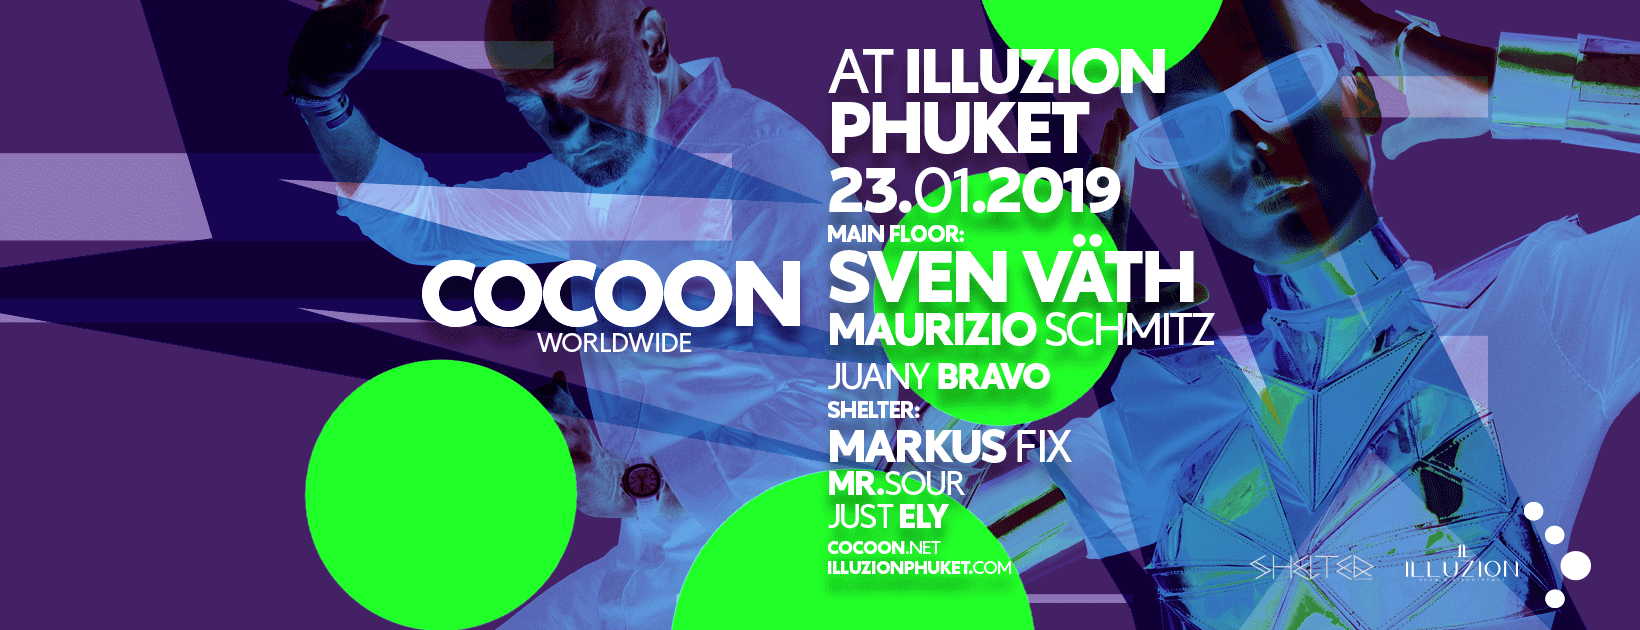 COCOON
WORLDWIDE
AT ILLUZION
PHUKET
23.01.2019
MAIN FLOOR:
SVEN VÄTH
MAURIZIO SCHMITZ
JUANY BRAVO
SHELTER:
MARKUS FIX
MR.SOUR
JUST ELY
COCOON.NET
ILLUZIONPHUKET.COM
SHELTER
ILLUZION